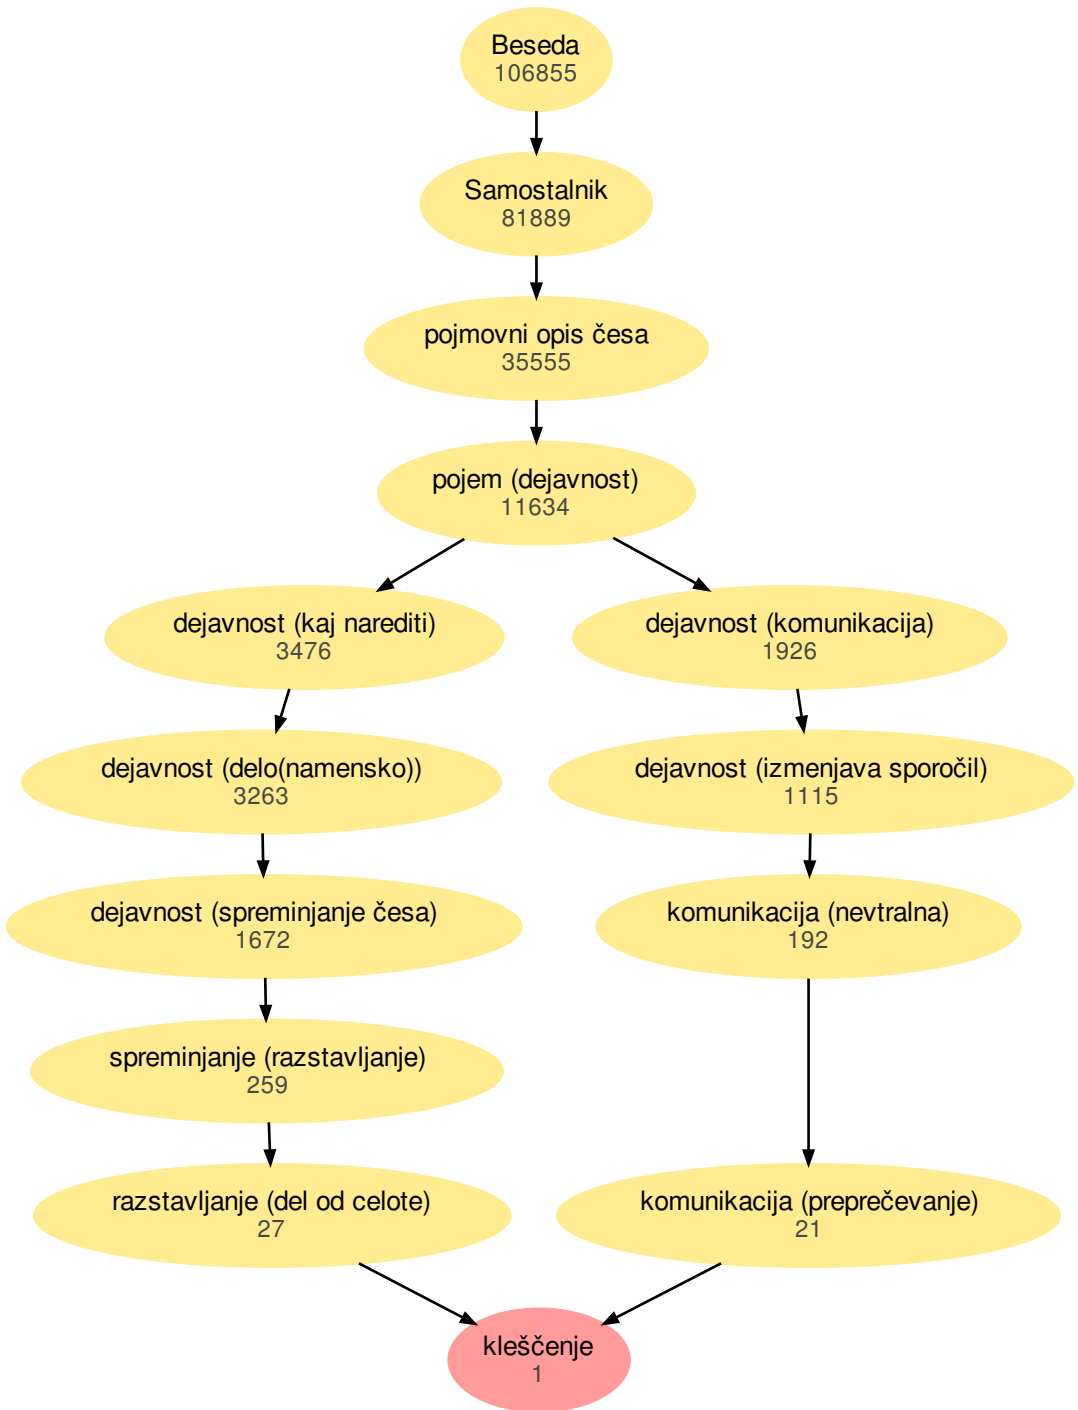 Beseda
106855
Samostalnik
81889
pojmovni opis česa
35555
pojem (dejavnost)
11634
dejavnost (kaj narediti)
3476
dejavnost (komunikacija)
1926
dejavnost (delo(namensko))
3263
dejavnost (izmenjava sporočil)
1115
dejavnost (spreminjanje česa)
1672
komunikacija (nevtralna)
192
spreminjanje (razstavljanje)
259
razstavljanje (del od celote)
27
komunikacija (preprečevanje)
21
kleščenje
1